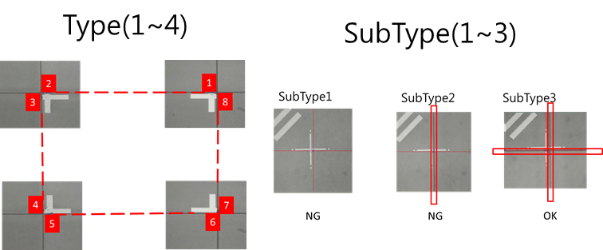 Type(1~4)
SubType(1~3)
2
1
3
8
4
7
5
6
SubType1
SubType2
SubType3
NG
NG
OK